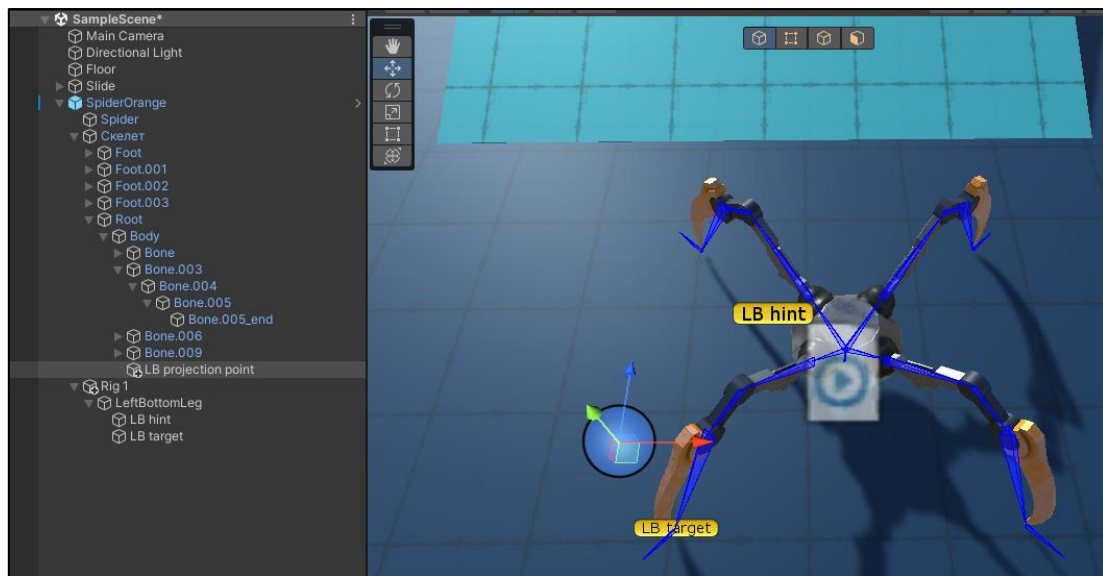 SampleScene*
Main Camera
Directional Light
Floor
Slide
SpiderOrange
Spider
Скелет
Foot
Foot.001
Foot.002
Foot.003
Root
Body
Bone
Bone.003
Bone.004
Bone.005
Bone.005_end
Bone.006
Bone.009
LB projection point
Rig 1
LeftBottomLeg
LB hint
LB target
LB hint
LB target